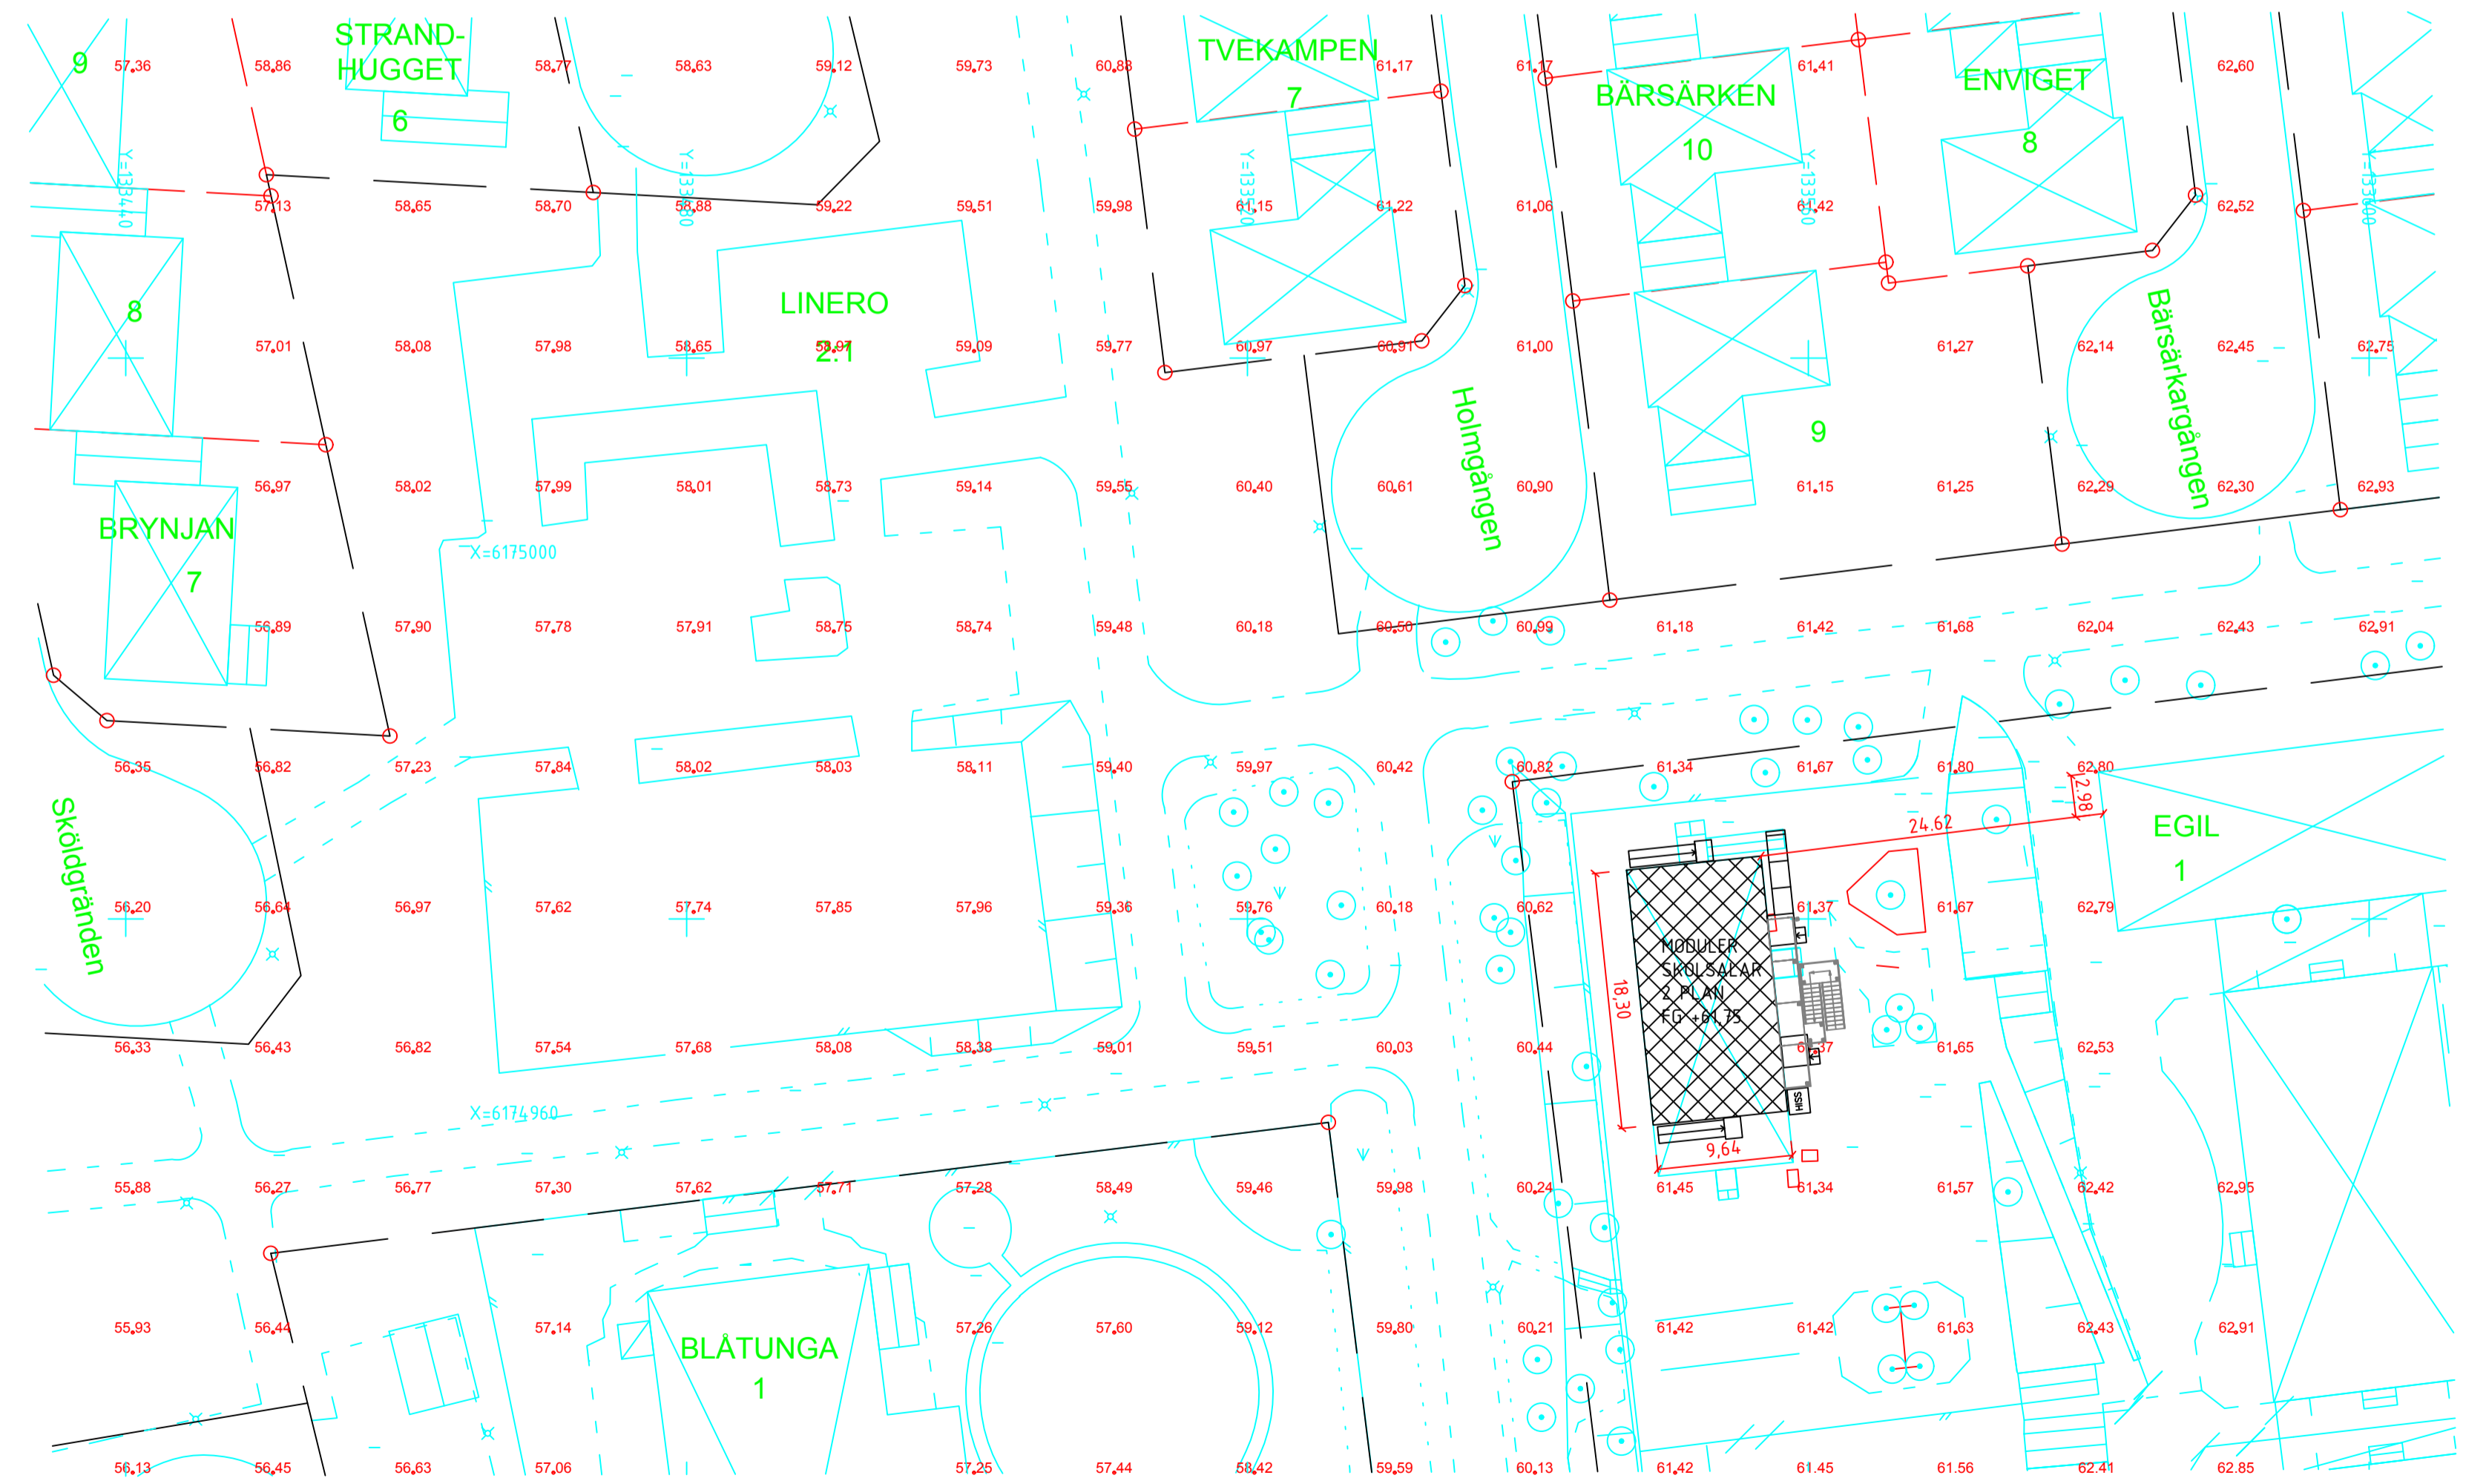 STRAND-
HUGGET
6
9
TVEKAMPEN
7
BÄRSÄRKEN
10
ENVIGET
8
57,36 58,86 58,77 58,63 59,12 59,73 60,88 61,17 61,17 61,41 62,60
Y=133440
Y=133480
Y=133520
Y=133560
Y=133600
57,13 58,65 58,70 58,88 59,22 59,51 59,98 61,15 61,22 61,06 61,42 62,52
8
LINERO
2:1
Bärsärkargången
57,01 58,08 57,98 58,65 58,97 59,09 59,77 60,97 60,91 61,00 61,27 62,14 62,45 62,75
Holmgången
9
56,97 58,02 57,99 58,01 58,73 59,14 59,55 60,40 60,61 60,90 61,15 61,25 62,29 62,30 62,93
BRYNJAN
7
X=6175000
56,89 57,90 57,78 57,91 58,75 58,74 59,48 60,18 60,50 60,99 61,18 61,42 61,68 62,04 62,43 62,91
56,35 56,82 57,23 57,84 58,02 58,03 58,11 59,40 59,97 60,42 60,82 61,34 61,67 61,80 62,80
2.98
24.62
EGIL
1
Sköldgränden
56,20 56,64 56,97 57,62 57,74 57,85 57,96 59,36 59,76 60,18 60,62 61,37 61,67 62,79
MODULER
SKOLSALAR
2 PLAN
FG +61,75
18,30
56,33 56,43 56,82 57,54 57,68 58,08 58,38 59,01 59,51 60,03 60,44 61,37 61,65 62,53
HISS
X=6174960
9,64
55,88 56,27 56,77 57,30 57,62 57,71 57,28 58,49 59,46 59,98 60,24 61,45 61,34 61,57 62,42 62,95
55,93 56,44 57,14 57,26 57,60 59,12 59,80 60,21 61,42 61,42 61,63 62,43 62,91
BLÅTUNGA
1
56,13 56,45 56,63 57,06 57,25 57,44 58,42 59,59 60,13 61,42 61,45 61,56 62,41 62,85